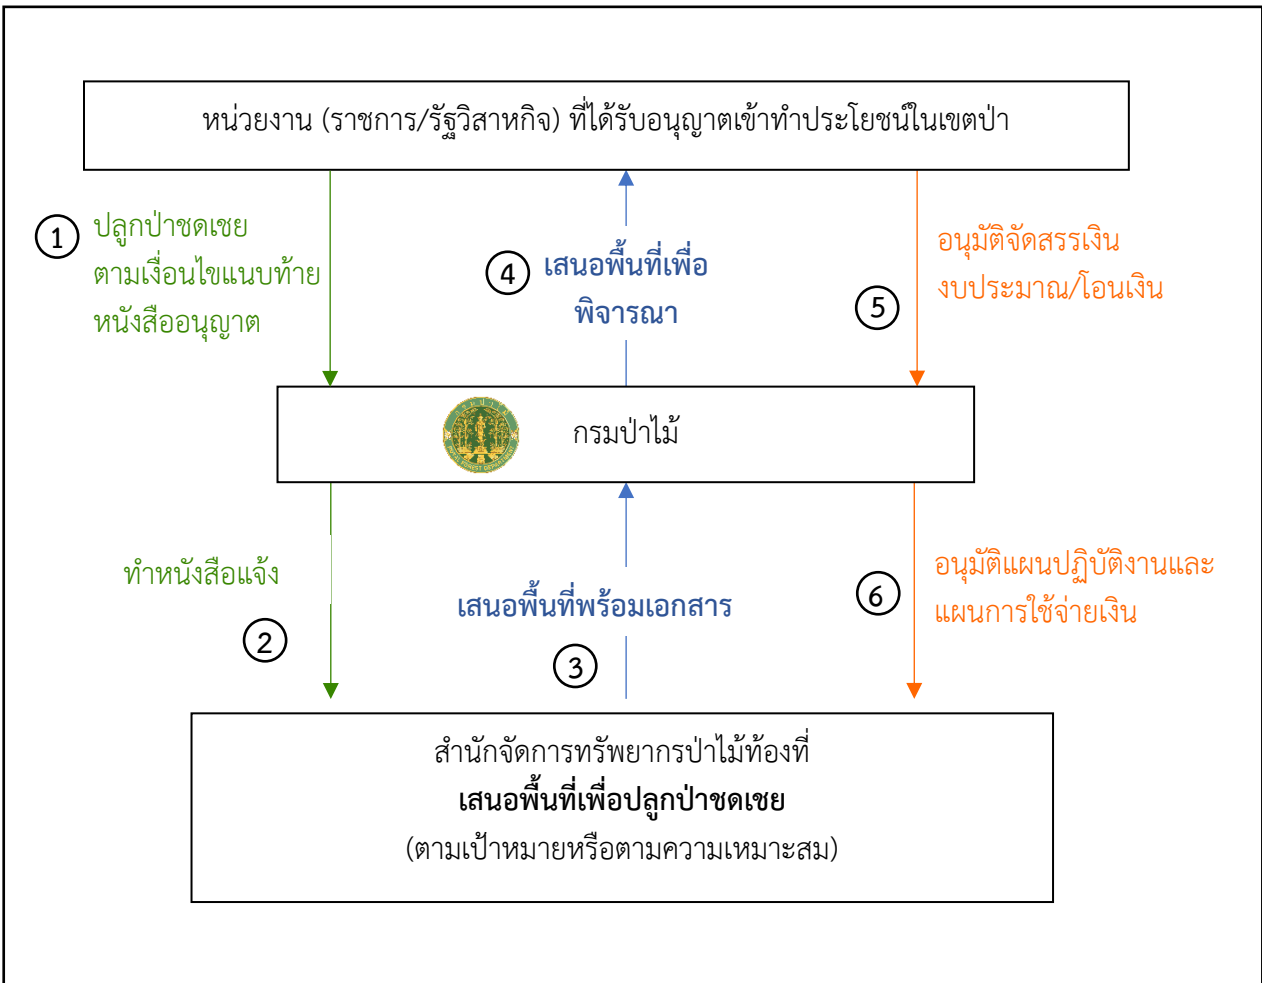 หน่วยงาน (ราชการ/รัฐวิสาหกิจ) ที่ได้รับอนุญาตเข้าทำประโยชน์ในเขตป่า
1
ปลูกป่าชดเชย
ตามเงื่อนไขแนบท้าย
หนังสืออนุญาต
4
เสนอพื้นที่เพื่อ
พิจารณา
5
อนุมัติจัดสรรเงิน
งบประมาณ/โอนเงิน
กรมป่าไม้
ทำหนังสือแจ้ง
2
เสนอพื้นที่พร้อมเอกสาร
3
6
อนุมัติแผนปฏิบัติงานและ
แผนการใช้จ่ายเงิน
สำนักจัดการทรัพยากรป่าไม้ท้องที่
เสนอพื้นที่เพื่อปลูกป่าชดเชย
(ตามเป้าหมายหรือตามความเหมาะสม)